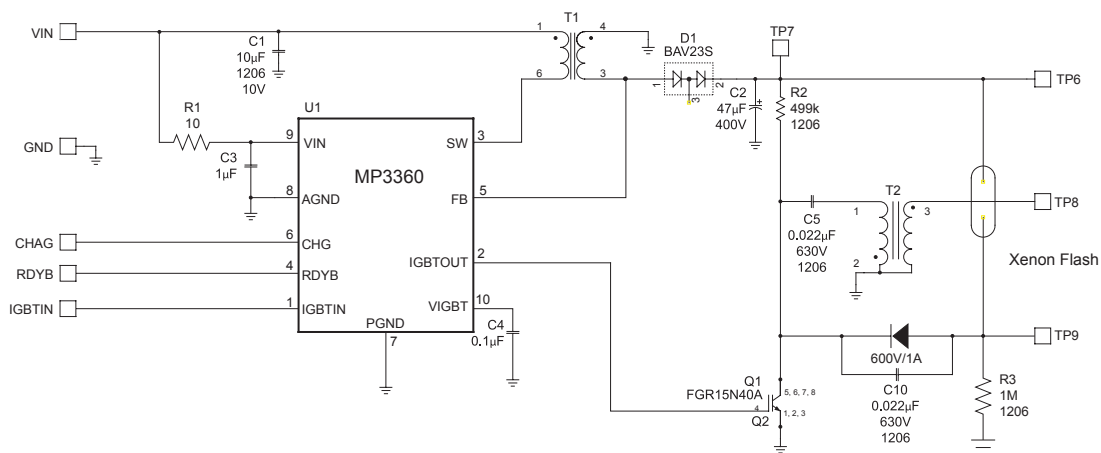 T1
1
4
6
3
VIN
C1
10µF
1206
10V
D1
BAV23S
1
2
3
TP7
TP6
C2
47µF
400V
R2
499k
1206
R1
10
U1
9
VIN
SW
3
GND
C3
1µF
MP3360
8
AGND
FB
5
CHAG
6
CHG
RDYB
4
RDYB
IGBTOUT
2
IGBTIN
1
IGBTIN
VIGBT
10
PGND
7
C4
0.1µF
C5
0.022µF
630V
1206
T2
1
3
2
TP8
Xenon Flash
TP9
600V/1A
C10
0.022µF
630V
1206
R3
1M
1206
Q1
FGR15N40A
5, 6, 7, 8
4
1, 2, 3
Q2